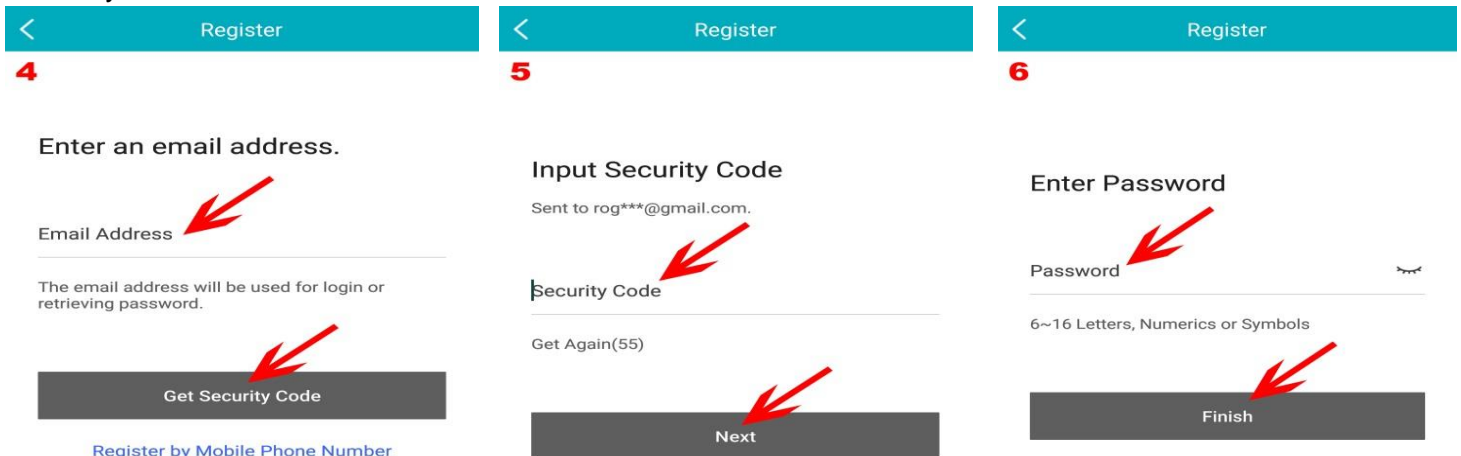 Register
4
Enter an email address.
Email Address
The email address will be used for login or
retrieving password.
Get Security Code
Register by Mobile Phone Number
Register
5
Input Security Code
Sent to rog***@gmail.com.
Security Code
Get Again(55)
Next
Register
6
Enter Password
Password
6~16 Letters, Numerics or Symbols
Finish